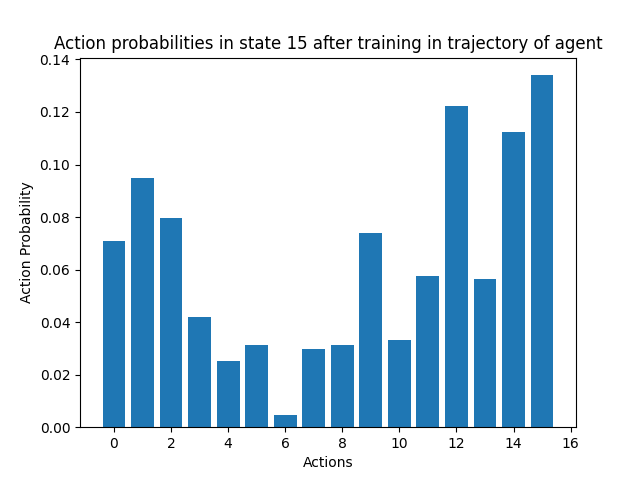 Action probabilities in state 15 after training in trajectory of agent
0.14
0.12
0.10
0.08
0.06
0.04
0.02
0.00
Action Probability
0 2 4 6 8 10 12 14 16
Actions